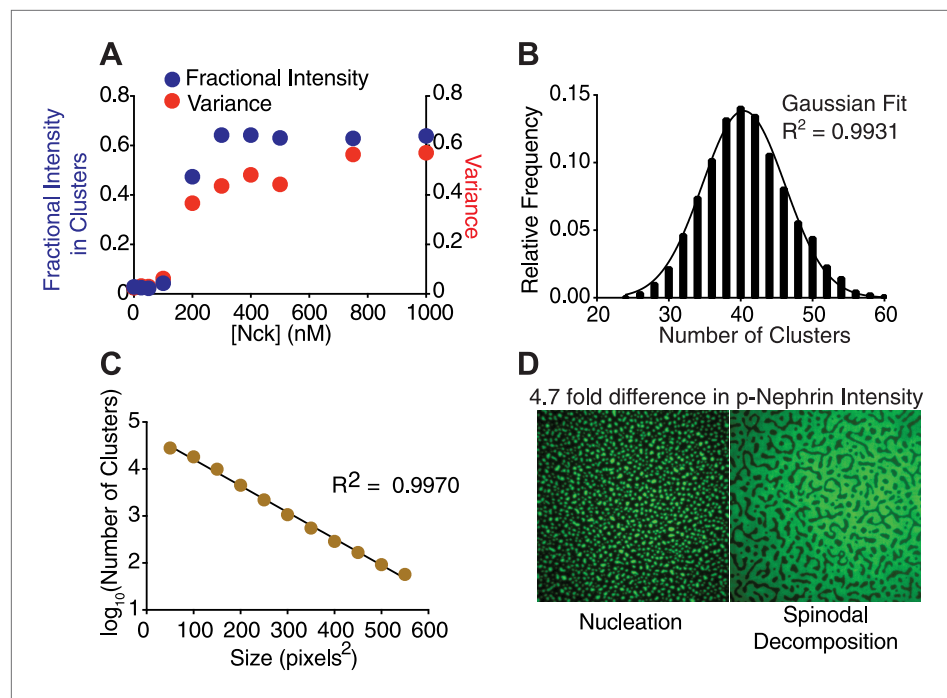 A
Fractional Intensity
Variance
Fractional Intensity
in Clusters
0.8
0.6
0.4
0.2
0
0.8
0.6
0.4
0.2
0
Variance
0 200 400 600 800 1000
[Nck] (nM)
B
Gaussian Fit
R² = 0.9931
Relative Frequency
0.15
0.10
0.05
0.00
20 30 40 50 60
Number of Clusters
C
log₁₀(Number of Clusters)
5
4
3
2
1
R² = 0.9970
0 100 200 300 400 500 600
Size (pixels²)
D
4.7 fold difference in p-Nephrin Intensity
Nucleation
Spinodal
Decomposition